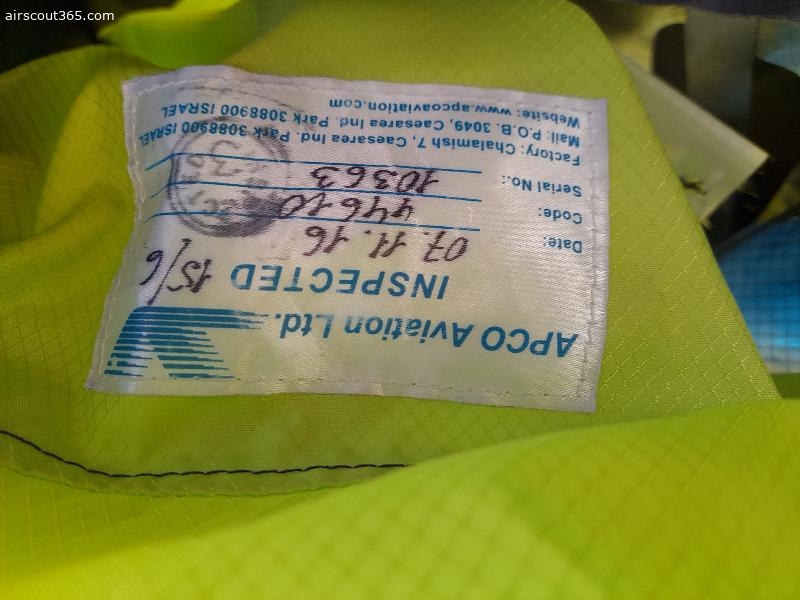 airscout365.com
APCO Aviation Ltd.
INSPECTED 15/6
Date: 07.11.16
Code: 44610
Serial No.: 10363
Factory: Chalamish 7, Caesarea Ind. Park 3088900 ISRAEL
Mail: P.O.B. 3049, Caesarea Ind. Park 3088900 ISRAEL
Website: www.apcoaviation.com